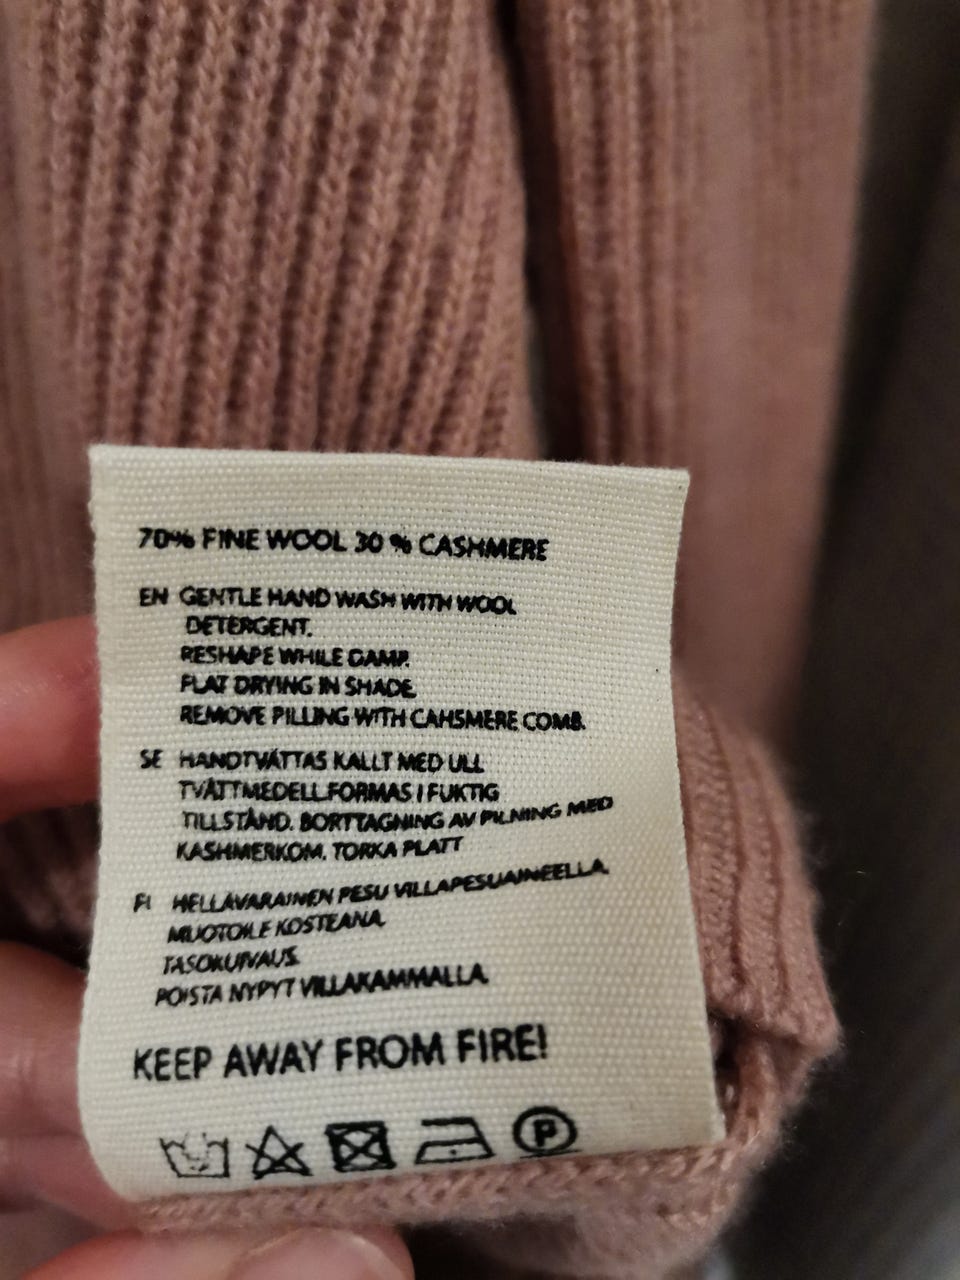 70% FINE WOOL 30 % CASHMERE
EN GENTLE HAND WASH WITH WOOL
DETERGENT.
RESHAPE WHILE DAMP.
FLAT DRYING IN SHADE.
REMOVE PILLING WITH CAHSMERE COMB.
SE HANDTVÄTTAS KALLT MED ULL
TVÄTTMEDELL.FORMAS I FUKTIG
TILLSTÅND. BORTTAGNING AV PILNING MED
KASHMERKOM. TORKA PLATT
FI HELLÄVARAINEN PESU VILLAPESUAINEELLA.
MUOTOILE KOSTEANA.
TASOKUIVAUS.
POISTA NYPYT VILLAKAMMALLA.
KEEP AWAY FROM FIRE!
P